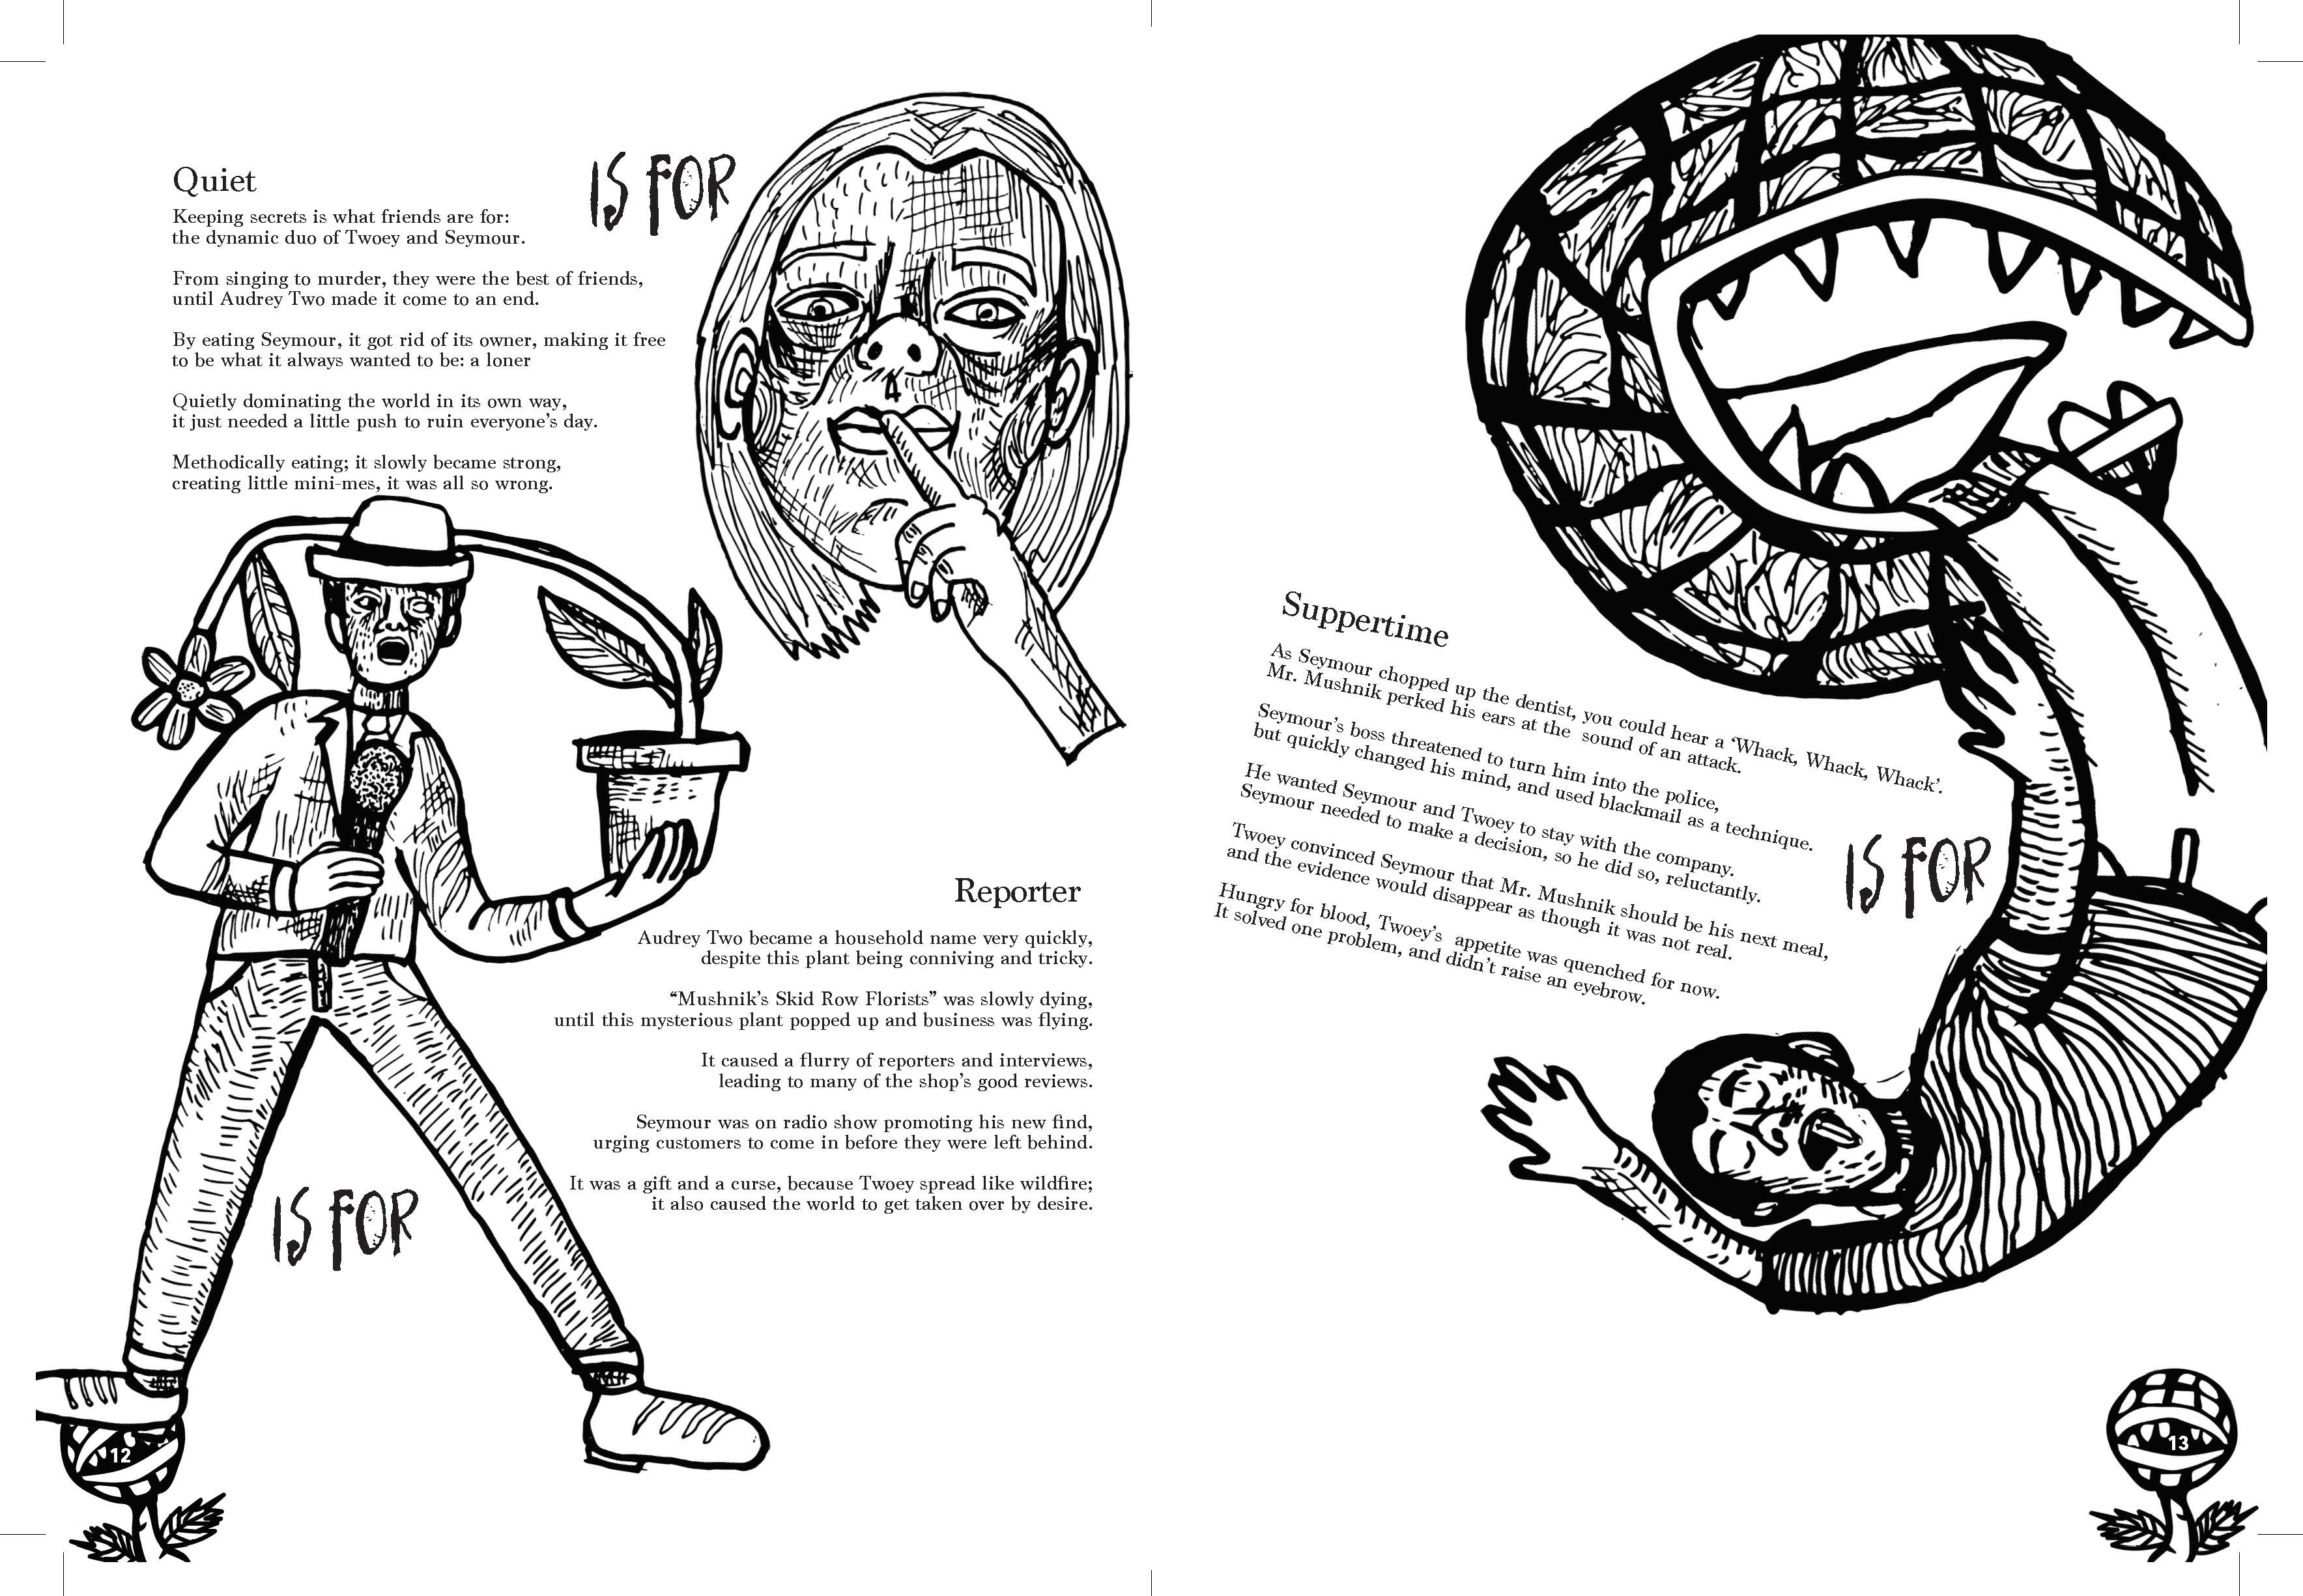 Quiet
IS FOR
Keeping secrets is what friends are for:
the dynamic duo of Twoey and Seymour.
From singing to murder, they were the best of friends,
until Audrey Two made it come to an end.
By eating Seymour, it got rid of its owner, making it free
to be what it always wanted to be: a loner
Quietly dominating the world in its own way,
it just needed a little push to ruin everyone's day.
Methodically eating; it slowly became strong,
creating little mini-mes, it was all so wrong.
Reporter
Audrey Two became a household name very quickly,
despite this plant being conniving and tricky.
“Mushnik's Skid Row Florists” was slowly dying,
until this mysterious plant popped up and business was flying.
It caused a flurry of reporters and interviews,
leading to many of the shop's good reviews.
Seymour was on radio show promoting his new find,
urging customers to come in before they were left behind.
It was a gift and a curse, because Twoey spread like wildfire;
it also caused the world to get taken over by desire.
IS FOR
12
Suppertime
As Seymour chopped up the dentist, you could hear a ‘Whack, Whack, Whack’.
Mr. Mushnik perked his ears at the  sound of an attack.
Seymour's boss threatened to turn him into the police,
but quickly changed his mind, and used blackmail as a technique.
He wanted Seymour and Twoey to stay with the company.
Seymour needed to make a decision, so he did so, reluctantly.
Twoey convinced Seymour that Mr. Mushnik should be his next meal,
and the evidence would disappear as though it was not real.
Hungry for blood, Twoey's  appetite was quenched for now.
It solved one problem, and didn't raise an eyebrow.
IS FOR
13